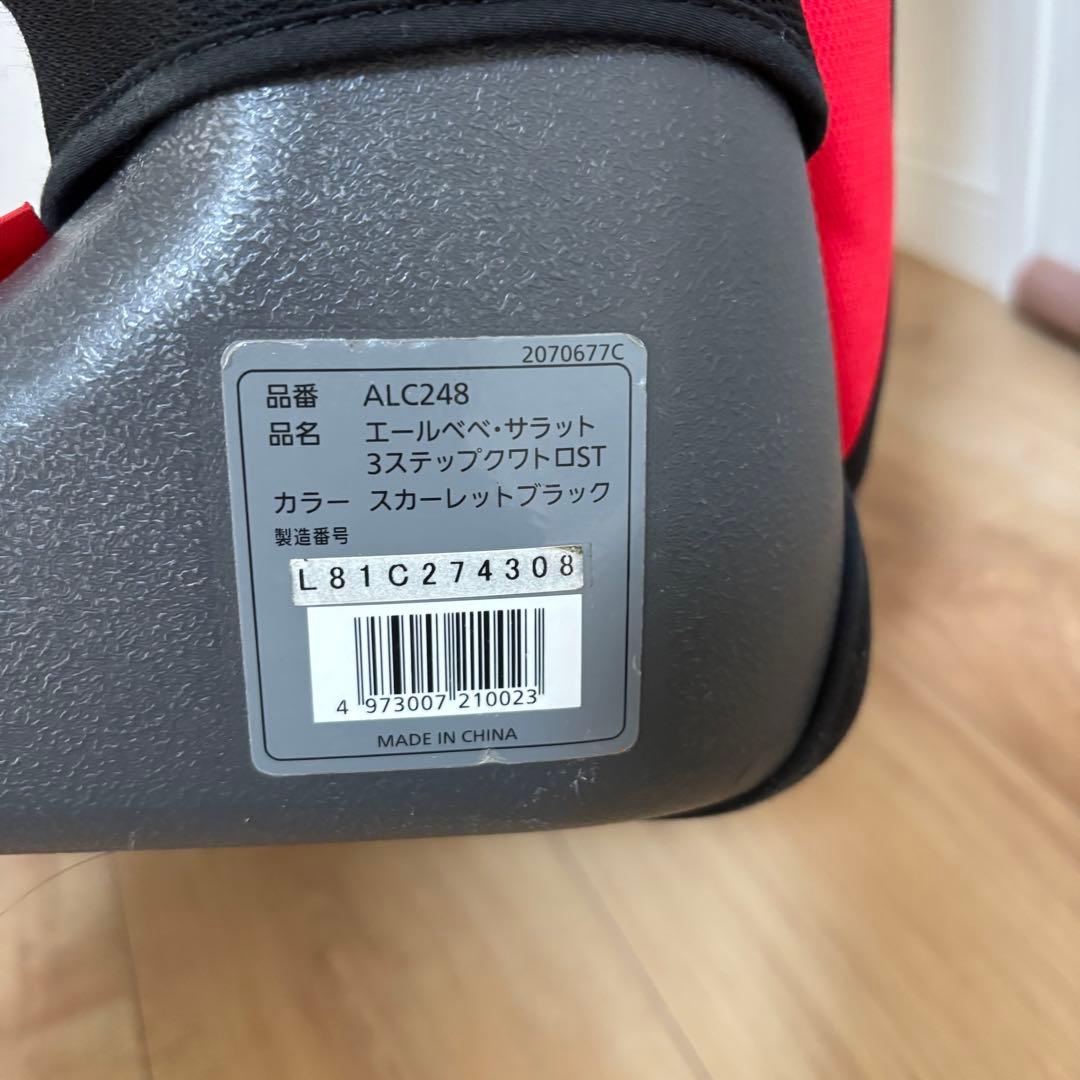 2070677C
品番 ALC248
品名 エールベベ・サラット
3ステップクワトロST
カラー スカーレットブラック
製造番号
L81C274308
4 973007 210023
MADE IN CHINA